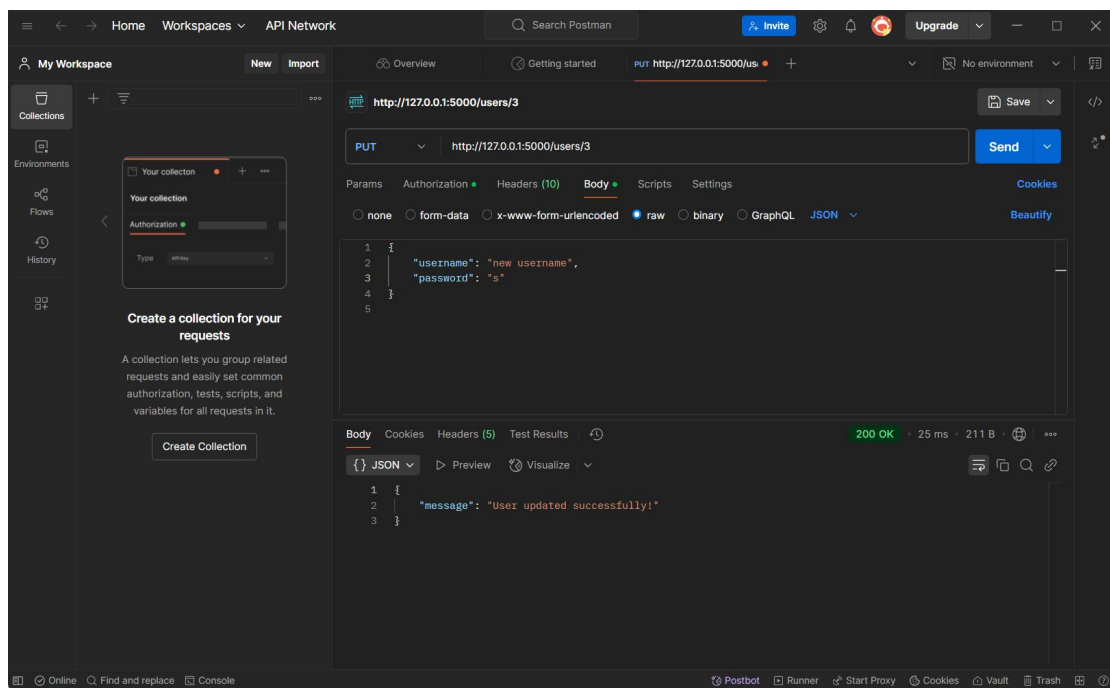 Home Workspaces API Network Search Postman Invite Upgrade
My Workspace New Import Overview Getting started PUT http://127.0.0.1:5000/use No environment
Collections
Environments
Flows
History
Your collecton
Your collection
Authorization
Type API Key
Create a collection for your
requests
A collection lets you group related
requests and easily set common
authorization, tests, scripts, and
variables for all requests in it.
Create Collection
HTTP http://127.0.0.1:5000/users/3 Save
PUT http://127.0.0.1:5000/users/3 Send
Params Authorization Headers (10) Body Scripts Settings Cookies
none form-data x-www-form-urlencoded raw binary GraphQL JSON Beautify
1 {
2 "username": "new username",
3 "password": "s"
4 }
5
Body Cookies Headers (5) Test Results 200 OK 25 ms 211 B
{} JSON Preview Visualize
1 {
2 "message": "User updated successfully!"
3 }
Online Find and replace Console Postbot Runner Start Proxy Cookies Vault Trash